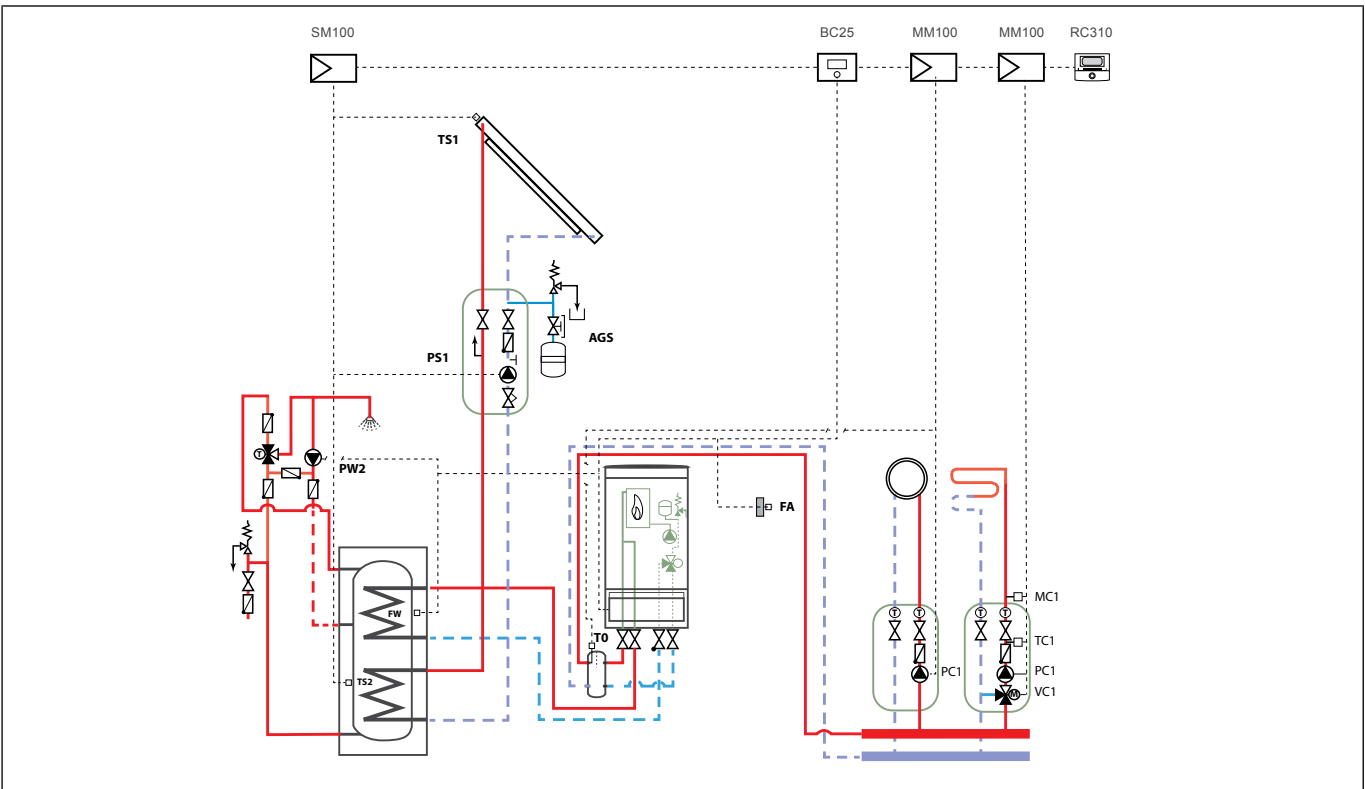 SM100
BC25
MM100
MM100
RC310
TS1
AGS
PS1
T
PW2
FA
FW
T0
TS2
T
T
T
T
MC1
TC1
PC1
PC1
M
VC1